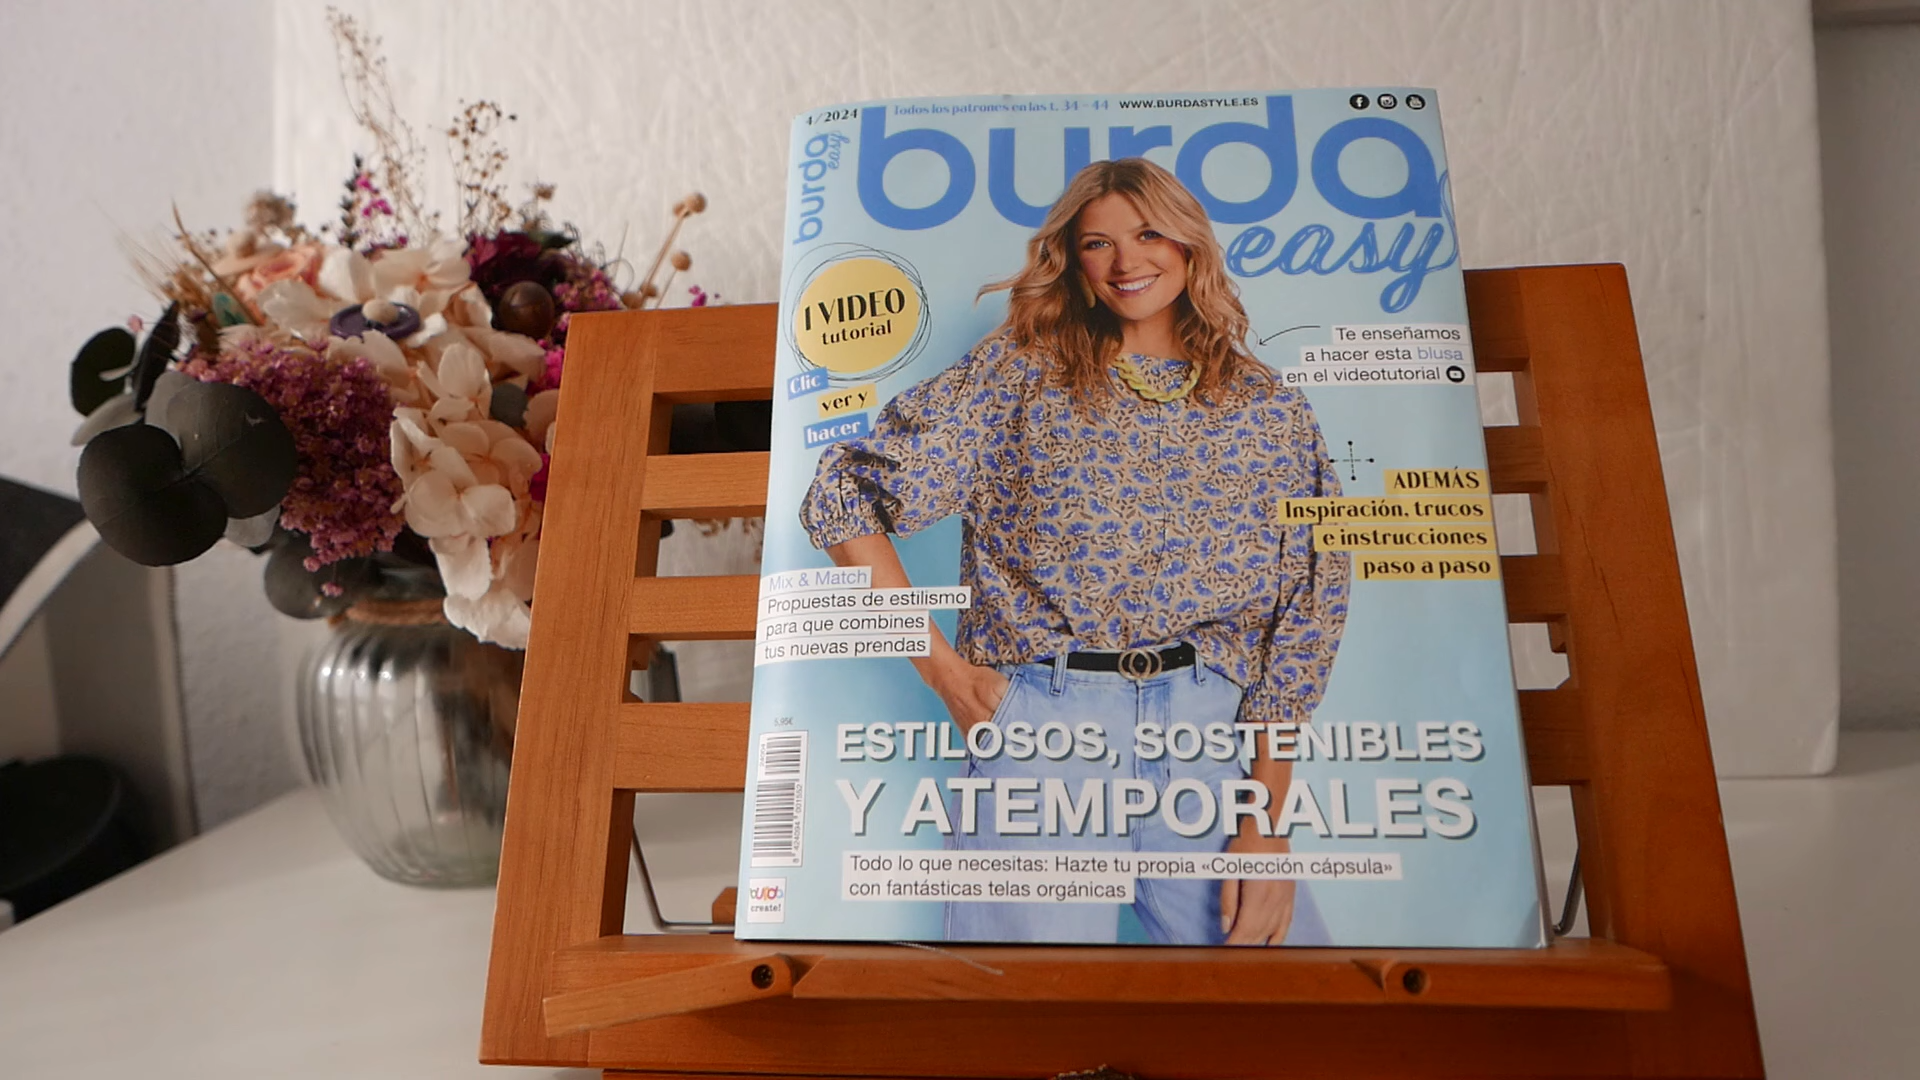 4/2024
Todos los patrones en las t. 34 - 44
WWW.BURDASTYLE.ES
burda
easy
burda
easy
1 VIDEO
tutorial
Clic
ver y
hacer
Te enseñamos
a hacer esta blusa
en el videotutorial
ADEMÁS
Inspiración, trucos
e instrucciones
paso a paso
Mix & Match
Propuestas de estilismo
para que combines
tus nuevas prendas
5,95€
ESTILOSOS, SOSTENIBLES
Y ATEMPORALES
Todo lo que necesitas: Hazte tu propia «Colección cápsula»
con fantásticas telas orgánicas
burda
create!